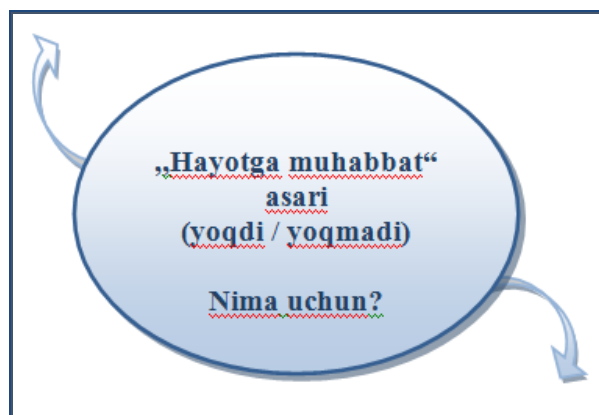 „Hayotga muhabbat“
asari
(yoqdi / yoqmadi)
Nima uchun?